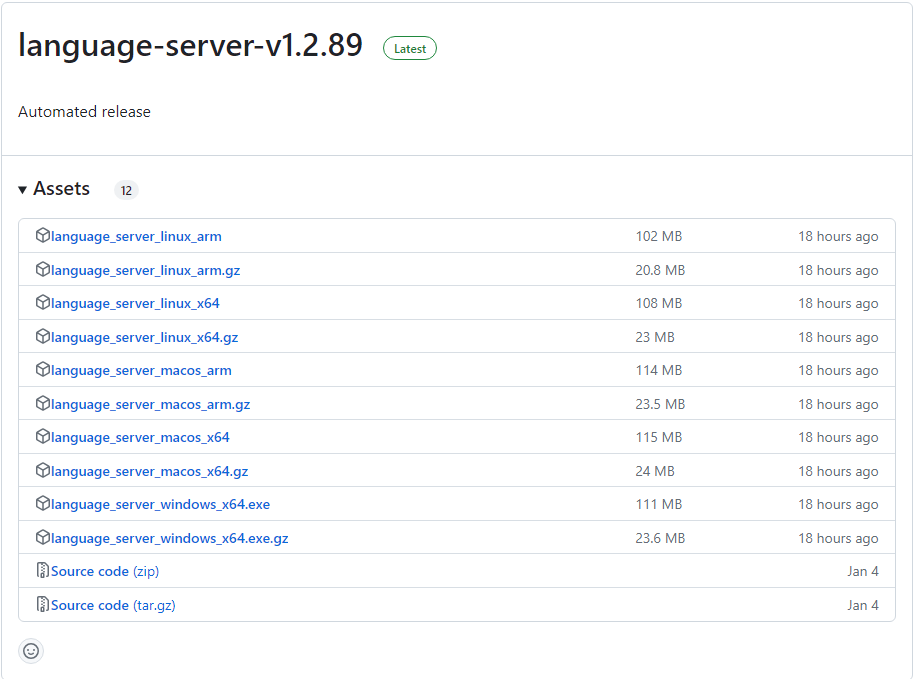 language-server-v1.2.89 Latest
Automated release
Assets 12
language_server_linux_arm 102 MB 18 hours ago
language_server_linux_arm.gz 20.8 MB 18 hours ago
language_server_linux_x64 108 MB 18 hours ago
language_server_linux_x64.gz 23 MB 18 hours ago
language_server_macos_arm 114 MB 18 hours ago
language_server_macos_arm.gz 23.5 MB 18 hours ago
language_server_macos_x64 115 MB 18 hours ago
language_server_macos_x64.gz 24 MB 18 hours ago
language_server_windows_x64.exe 111 MB 18 hours ago
language_server_windows_x64.exe.gz 23.6 MB 18 hours ago
Source code (zip) Jan 4
Source code (tar.gz) Jan 4